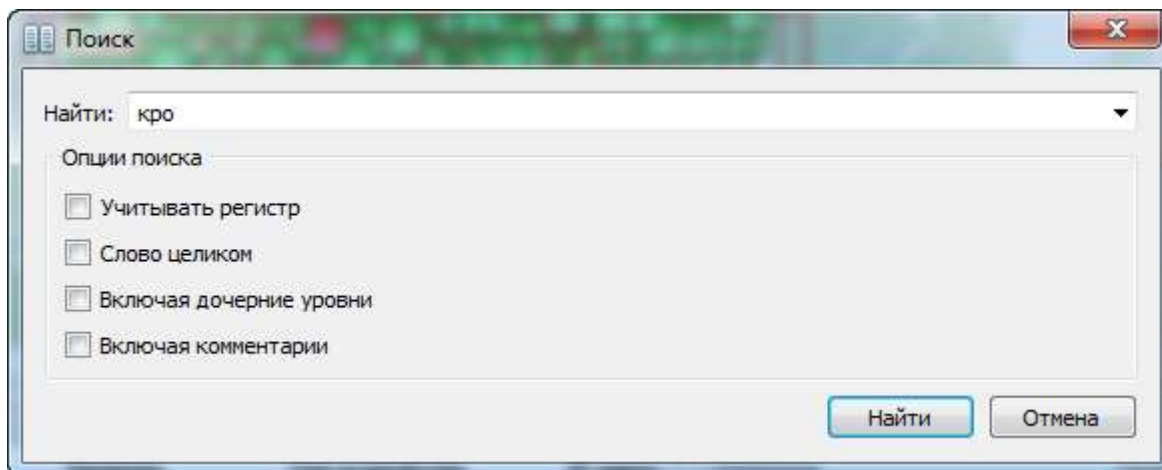 Поиск
Найти: кро
Опции поиска
Учитывать регистр
Слово целиком
Включая дочерние уровни
Включая комментарии
Найти Отмена